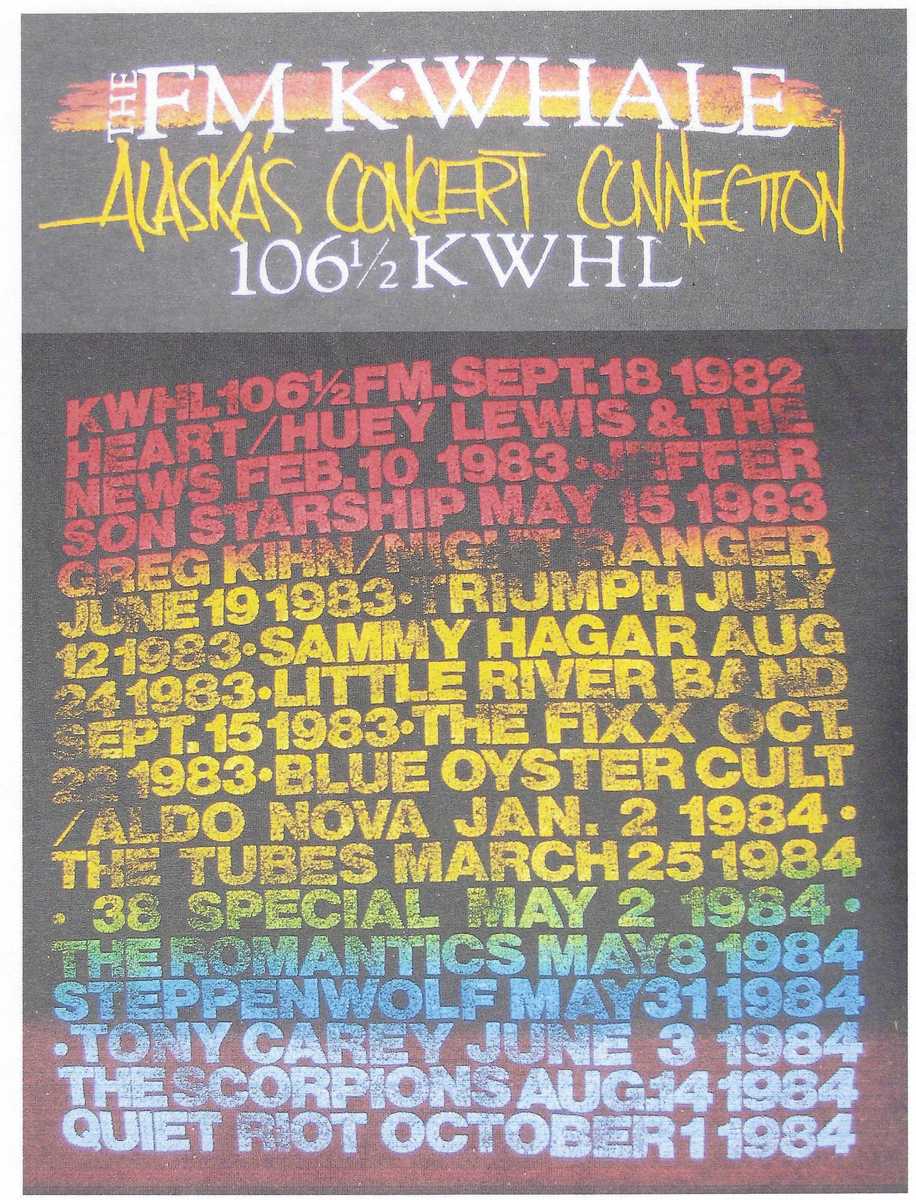 THE FM K·WHALE
ALASKA'S CONCERT CONNECTION
106½ KWHL
KWHL 106½ FM. SEPT. 18 1982
HEART / HUEY LEWIS & THE
NEWS FEB. 10 1983 · JEFFER
SON STARSHIP MAY 15 1983
GREG KIHN / NIGHT RANGER
JUNE 19 1983 · TRIUMPH JULY
12 1983 · SAMMY HAGAR AUG
24 1983 · LITTLE RIVER BAND
SEPT. 15 1983 · THE FIXX OCT.
22 1983 · BLUE OYSTER CULT
/ ALDO NOVA JAN. 2 1984 ·
THE TUBES MARCH 25 1984
· 38 SPECIAL MAY 2 1984 ·
THE ROMANTICS MAY 8 1984
STEPPENWOLF MAY 31 1984
· TONY CAREY JUNE 3 1984
THE SCORPIONS AUG. 14 1984
QUIET RIOT OCTOBER 1 1984